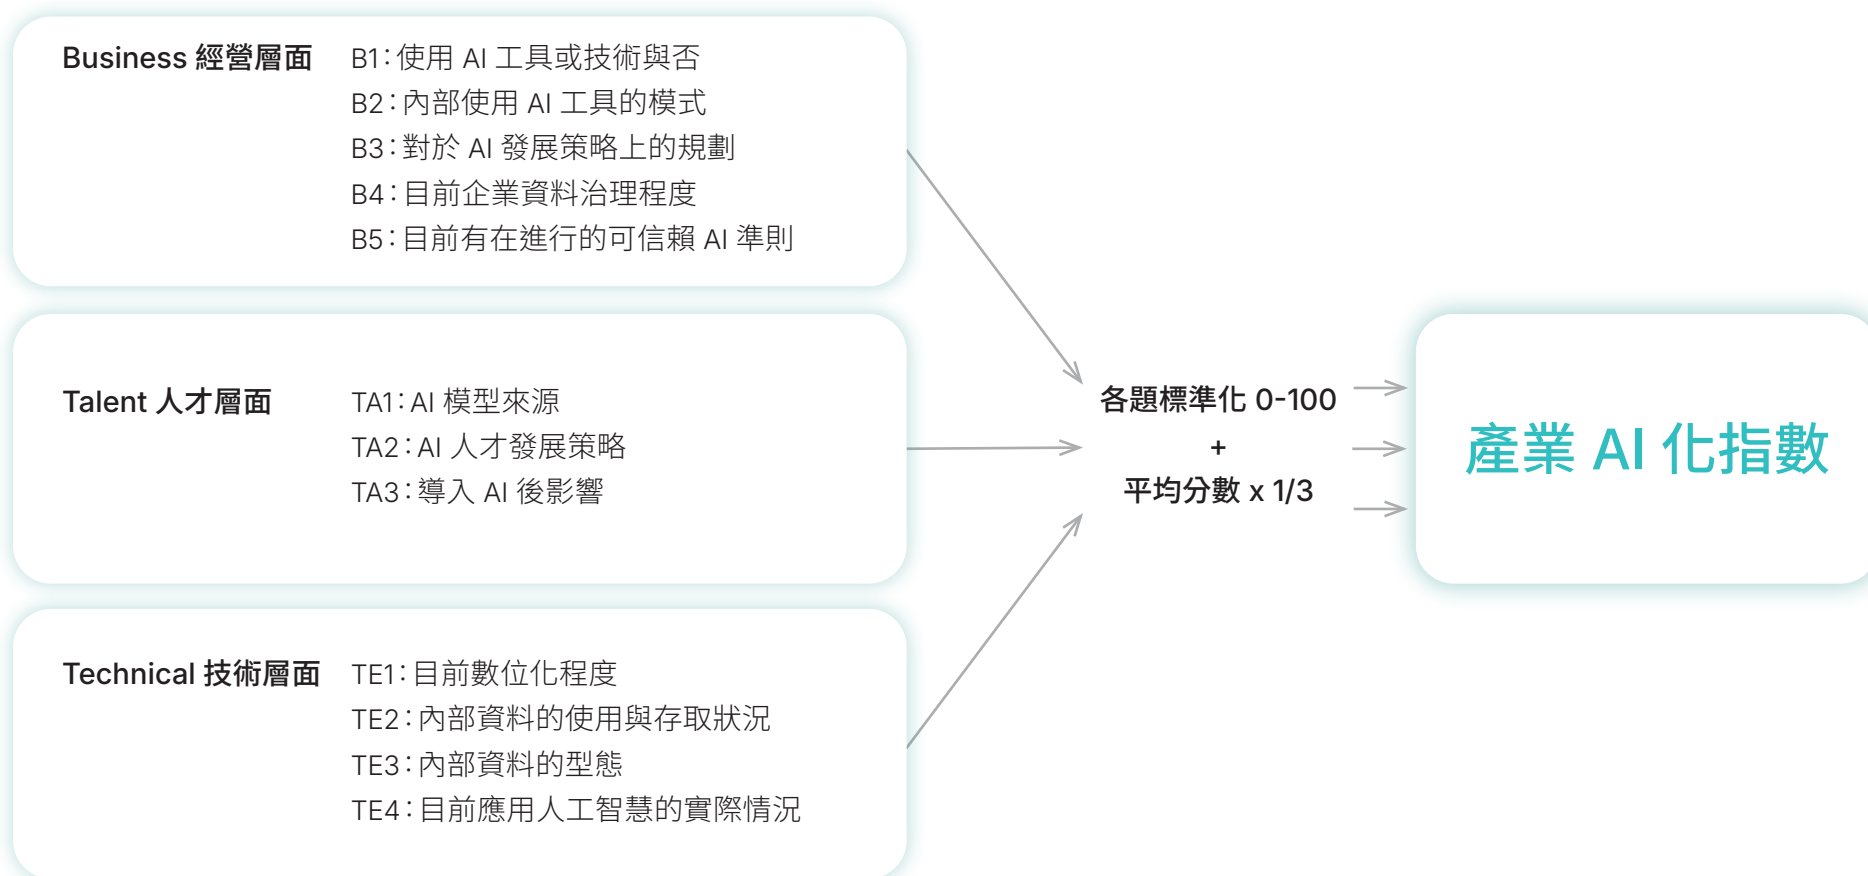 Business 經營層面
B1：使用 AI 工具或技術與否
B2：內部使用 AI 工具的模式
B3：對於 AI 發展策略上的規劃
B4：目前企業資料治理程度
B5：目前有在進行的可信賴 AI 準則
Talent 人才層面
TA1：AI 模型來源
TA2：AI 人才發展策略
TA3：導入 AI 後影響
Technical 技術層面
TE1：目前數位化程度
TE2：內部資料的使用與存取狀況
TE3：內部資料的型態
TE4：目前應用人工智慧的實際情況
各題標準化 0-100
+
平均分數 x 1/3
產業 AI 化指數